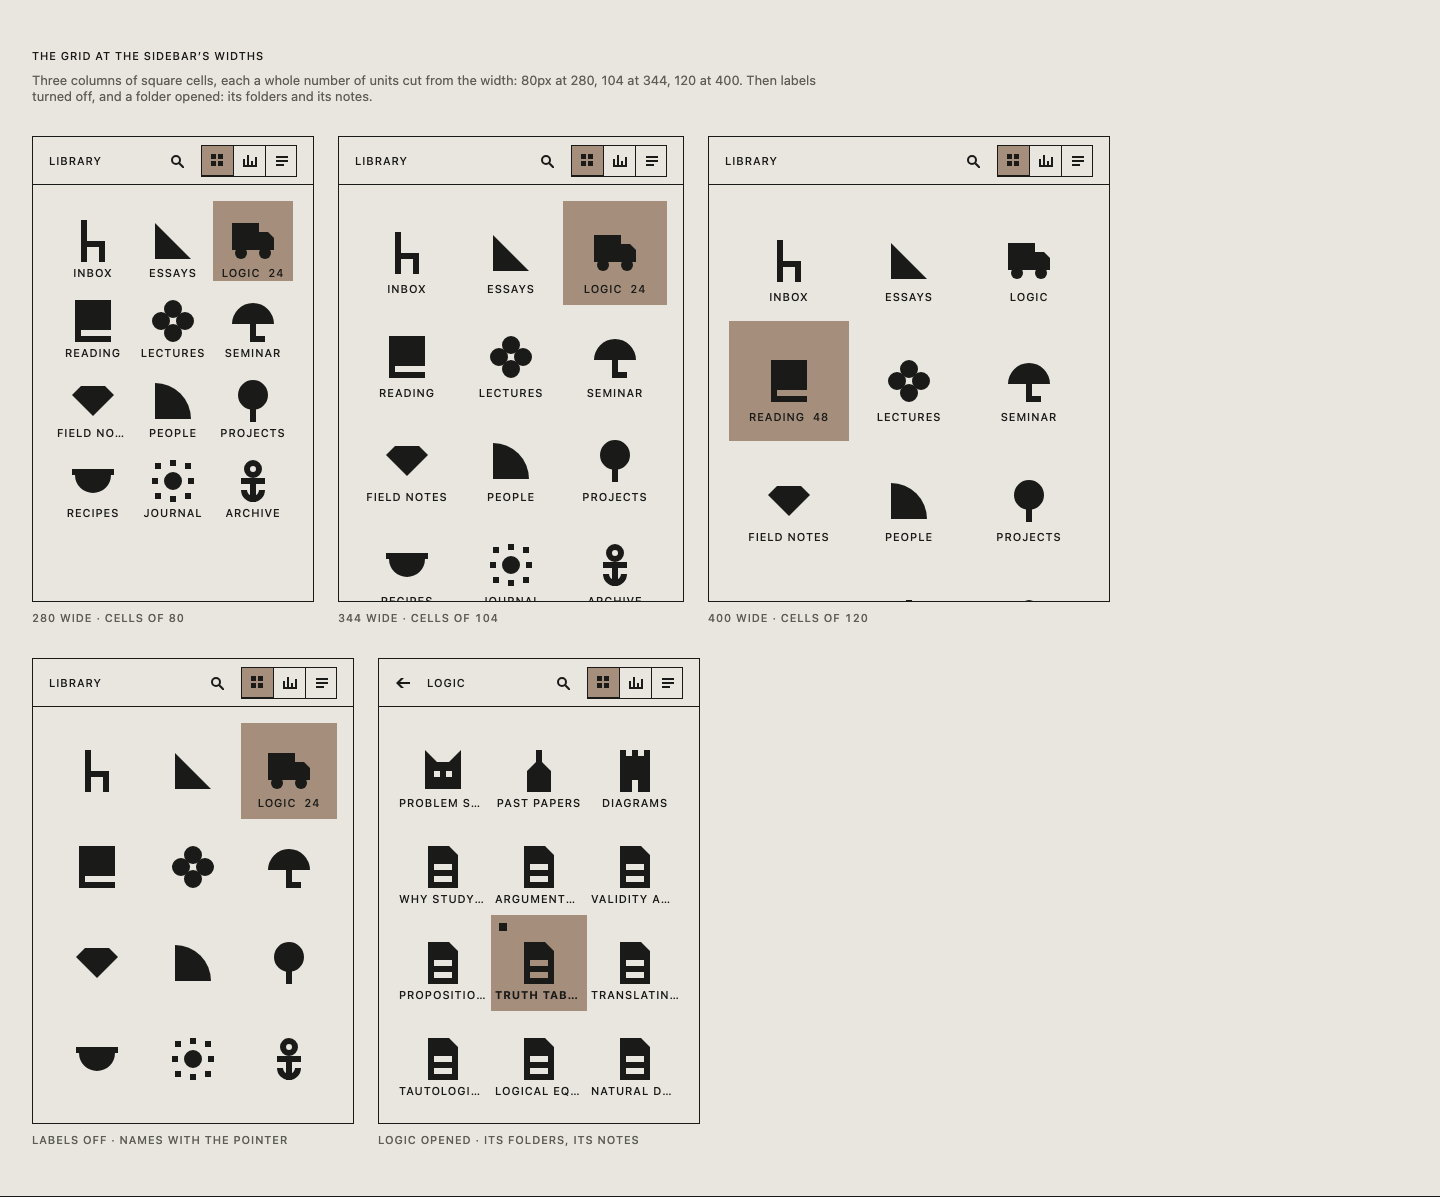 THE GRID AT THE SIDEBAR’S WIDTHS
Three columns of square cells, each a whole number of units cut from the width: 80px at 280, 104 at 344, 120 at 400. Then labels
turned off, and a folder opened: its folders and its notes.
LIBRARY
INBOX ESSAYS LOGIC 24
READING LECTURES SEMINAR
FIELD NO… PEOPLE PROJECTS
RECIPES JOURNAL ARCHIVE
280 WIDE · CELLS OF 80
LIBRARY
INBOX ESSAYS LOGIC 24
READING LECTURES SEMINAR
FIELD NOTES PEOPLE PROJECTS
RECIPES JOURNAL ARCHIVE
344 WIDE · CELLS OF 104
LIBRARY
INBOX ESSAYS LOGIC
READING 48 LECTURES SEMINAR
FIELD NOTES PEOPLE PROJECTS
400 WIDE · CELLS OF 120
LIBRARY
LOGIC 24
LABELS OFF · NAMES WITH THE POINTER
LOGIC
PROBLEM S… PAST PAPERS DIAGRAMS
WHY STUDY… ARGUMENT… VALIDITY A…
PROPOSITIO… TRUTH TAB… TRANSLATIN…
TAUTOLOGI… LOGICAL EQ… NATURAL D…
LOGIC OPENED · ITS FOLDERS, ITS NOTES